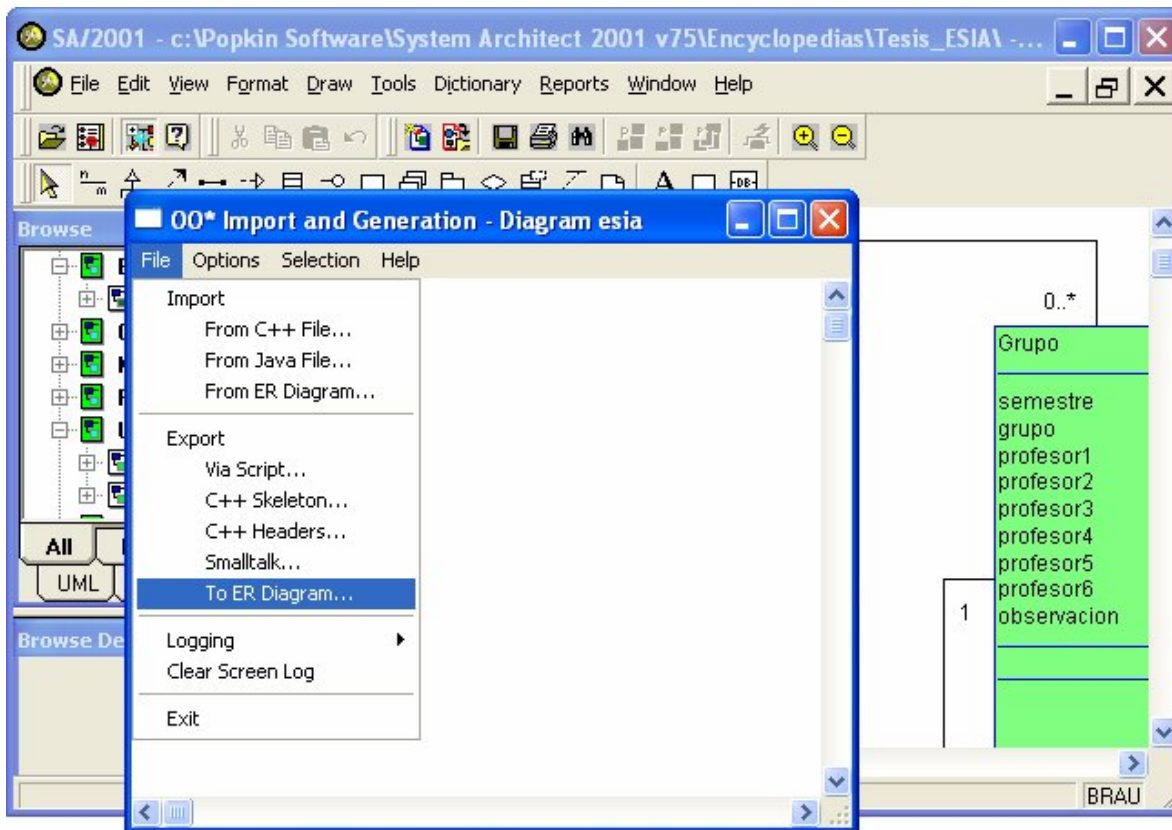 SA/2001 - c:\Popkin Software\System Architect 2001 v75\Encyclopedias\Tesis_ESIA\ -...
File Edit View Format Draw Tools Dictionary Reports Window Help
Browse
All
UML
Browse De
OO* Import and Generation - Diagram esia
File Options Selection Help
Import
From C++ File...
From Java File...
From ER Diagram...
Export
Via Script...
C++ Skeleton...
C++ Headers...
Smalltalk...
To ER Diagram...
Logging
Clear Screen Log
Exit
0..*
Grupo
semestre
grupo
profesor1
profesor2
profesor3
profesor4
profesor5
profesor6
observacion
1
BRAU